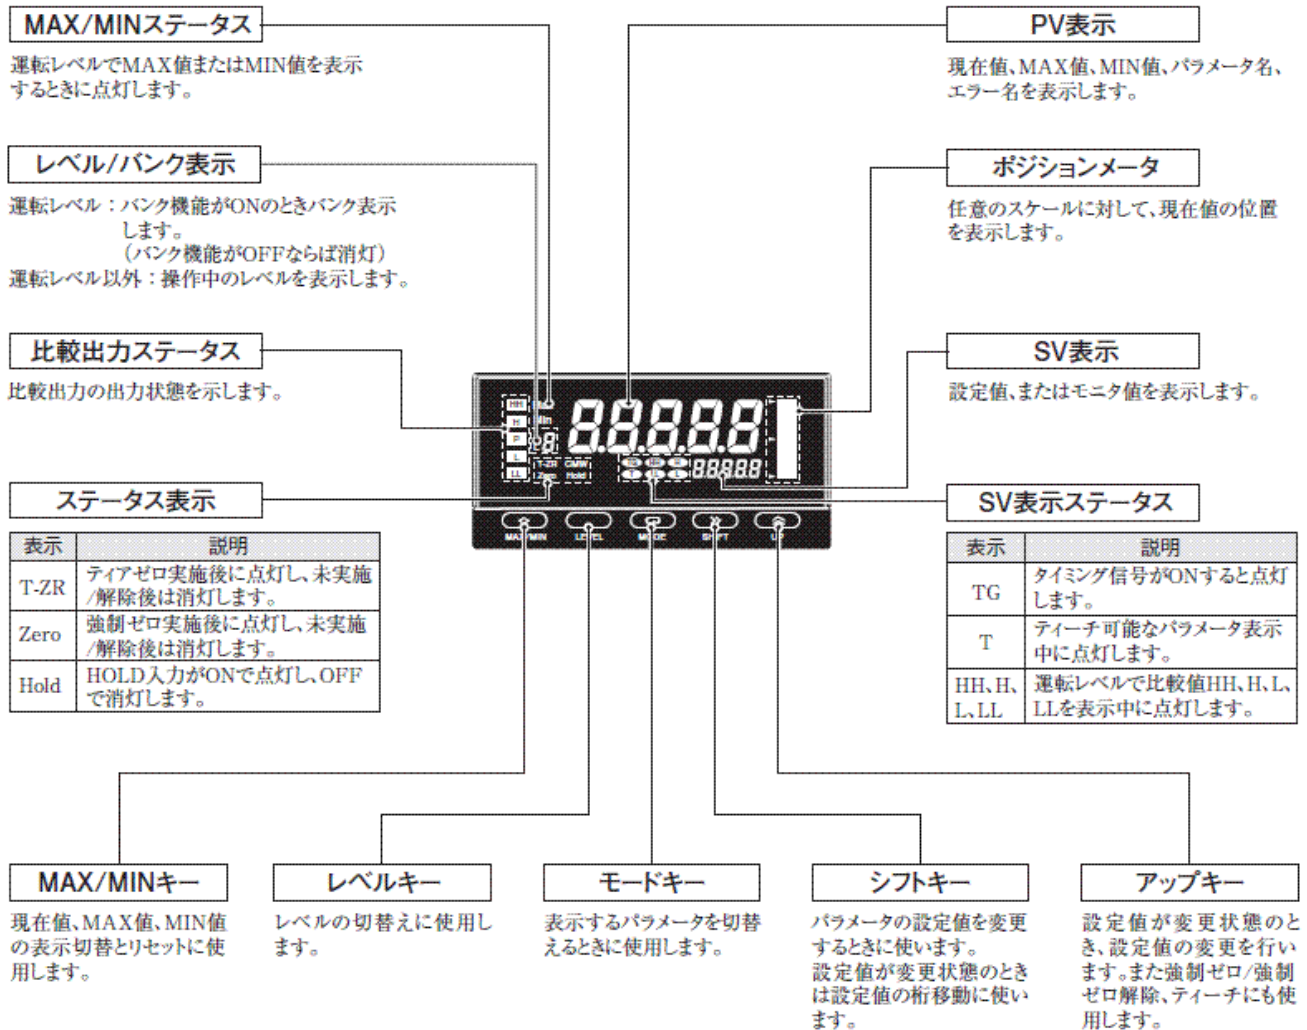 MAX/MINステータス
運転レベルでMAX値またはMIN値を表示
するときに点灯します。
レベル/バンク表示
運転レベル：バンク機能がONのときバンク表示
します。
（バンク機能がOFFならば消灯）
運転レベル以外：操作中のレベルを表示します。
比較出力ステータス
比較出力の出力状態を示します。
ステータス表示
表示 説明
T-ZR ティアゼロ実施後に点灯し、未実施
/解除後は消灯します。
Zero 強制ゼロ実施後に点灯し、未実施
/解除後は消灯します。
Hold HOLD入力がONで点灯し、OFF
で消灯します。
PV表示
現在値、MAX値、MIN値、パラメータ名、
エラー名を表示します。
ポジションメータ
任意のスケールに対して、現在値の位置
を表示します。
SV表示
設定値、またはモニタ値を表示します。
SV表示ステータス
表示 説明
TG タイミング信号がONすると点灯
します。
T ティーチ可能なパラメータ表示
中に点灯します。
HH、H、
L、LL 運転レベルで比較値HH、H、L、
LLを表示中に点灯します。
HH
H
Min
P
L
LL
T-ZR CMW
Zero Hold
8.8.8.8.8
TG HH H
T LL L
8.8.8.8.8
MAX/MIN LEVEL MODE SHIFT UP
MAX/MINキー
現在値、MAX値、MIN値
の表示切替とリセットに使
用します。
レベルキー
レベルの切替えに使用し
ます。
モードキー
表示するパラメータを切替
えるときに使用します。
シフトキー
パラメータの設定値を変更
するときに使います。
設定値が変更状態のとき
は設定値の桁移動に使い
ます。
アップキー
設定値が変更状態のと
き、設定値の変更を行い
ます。また強制ゼロ/強制
ゼロ解除、ティーチにも使
用します。